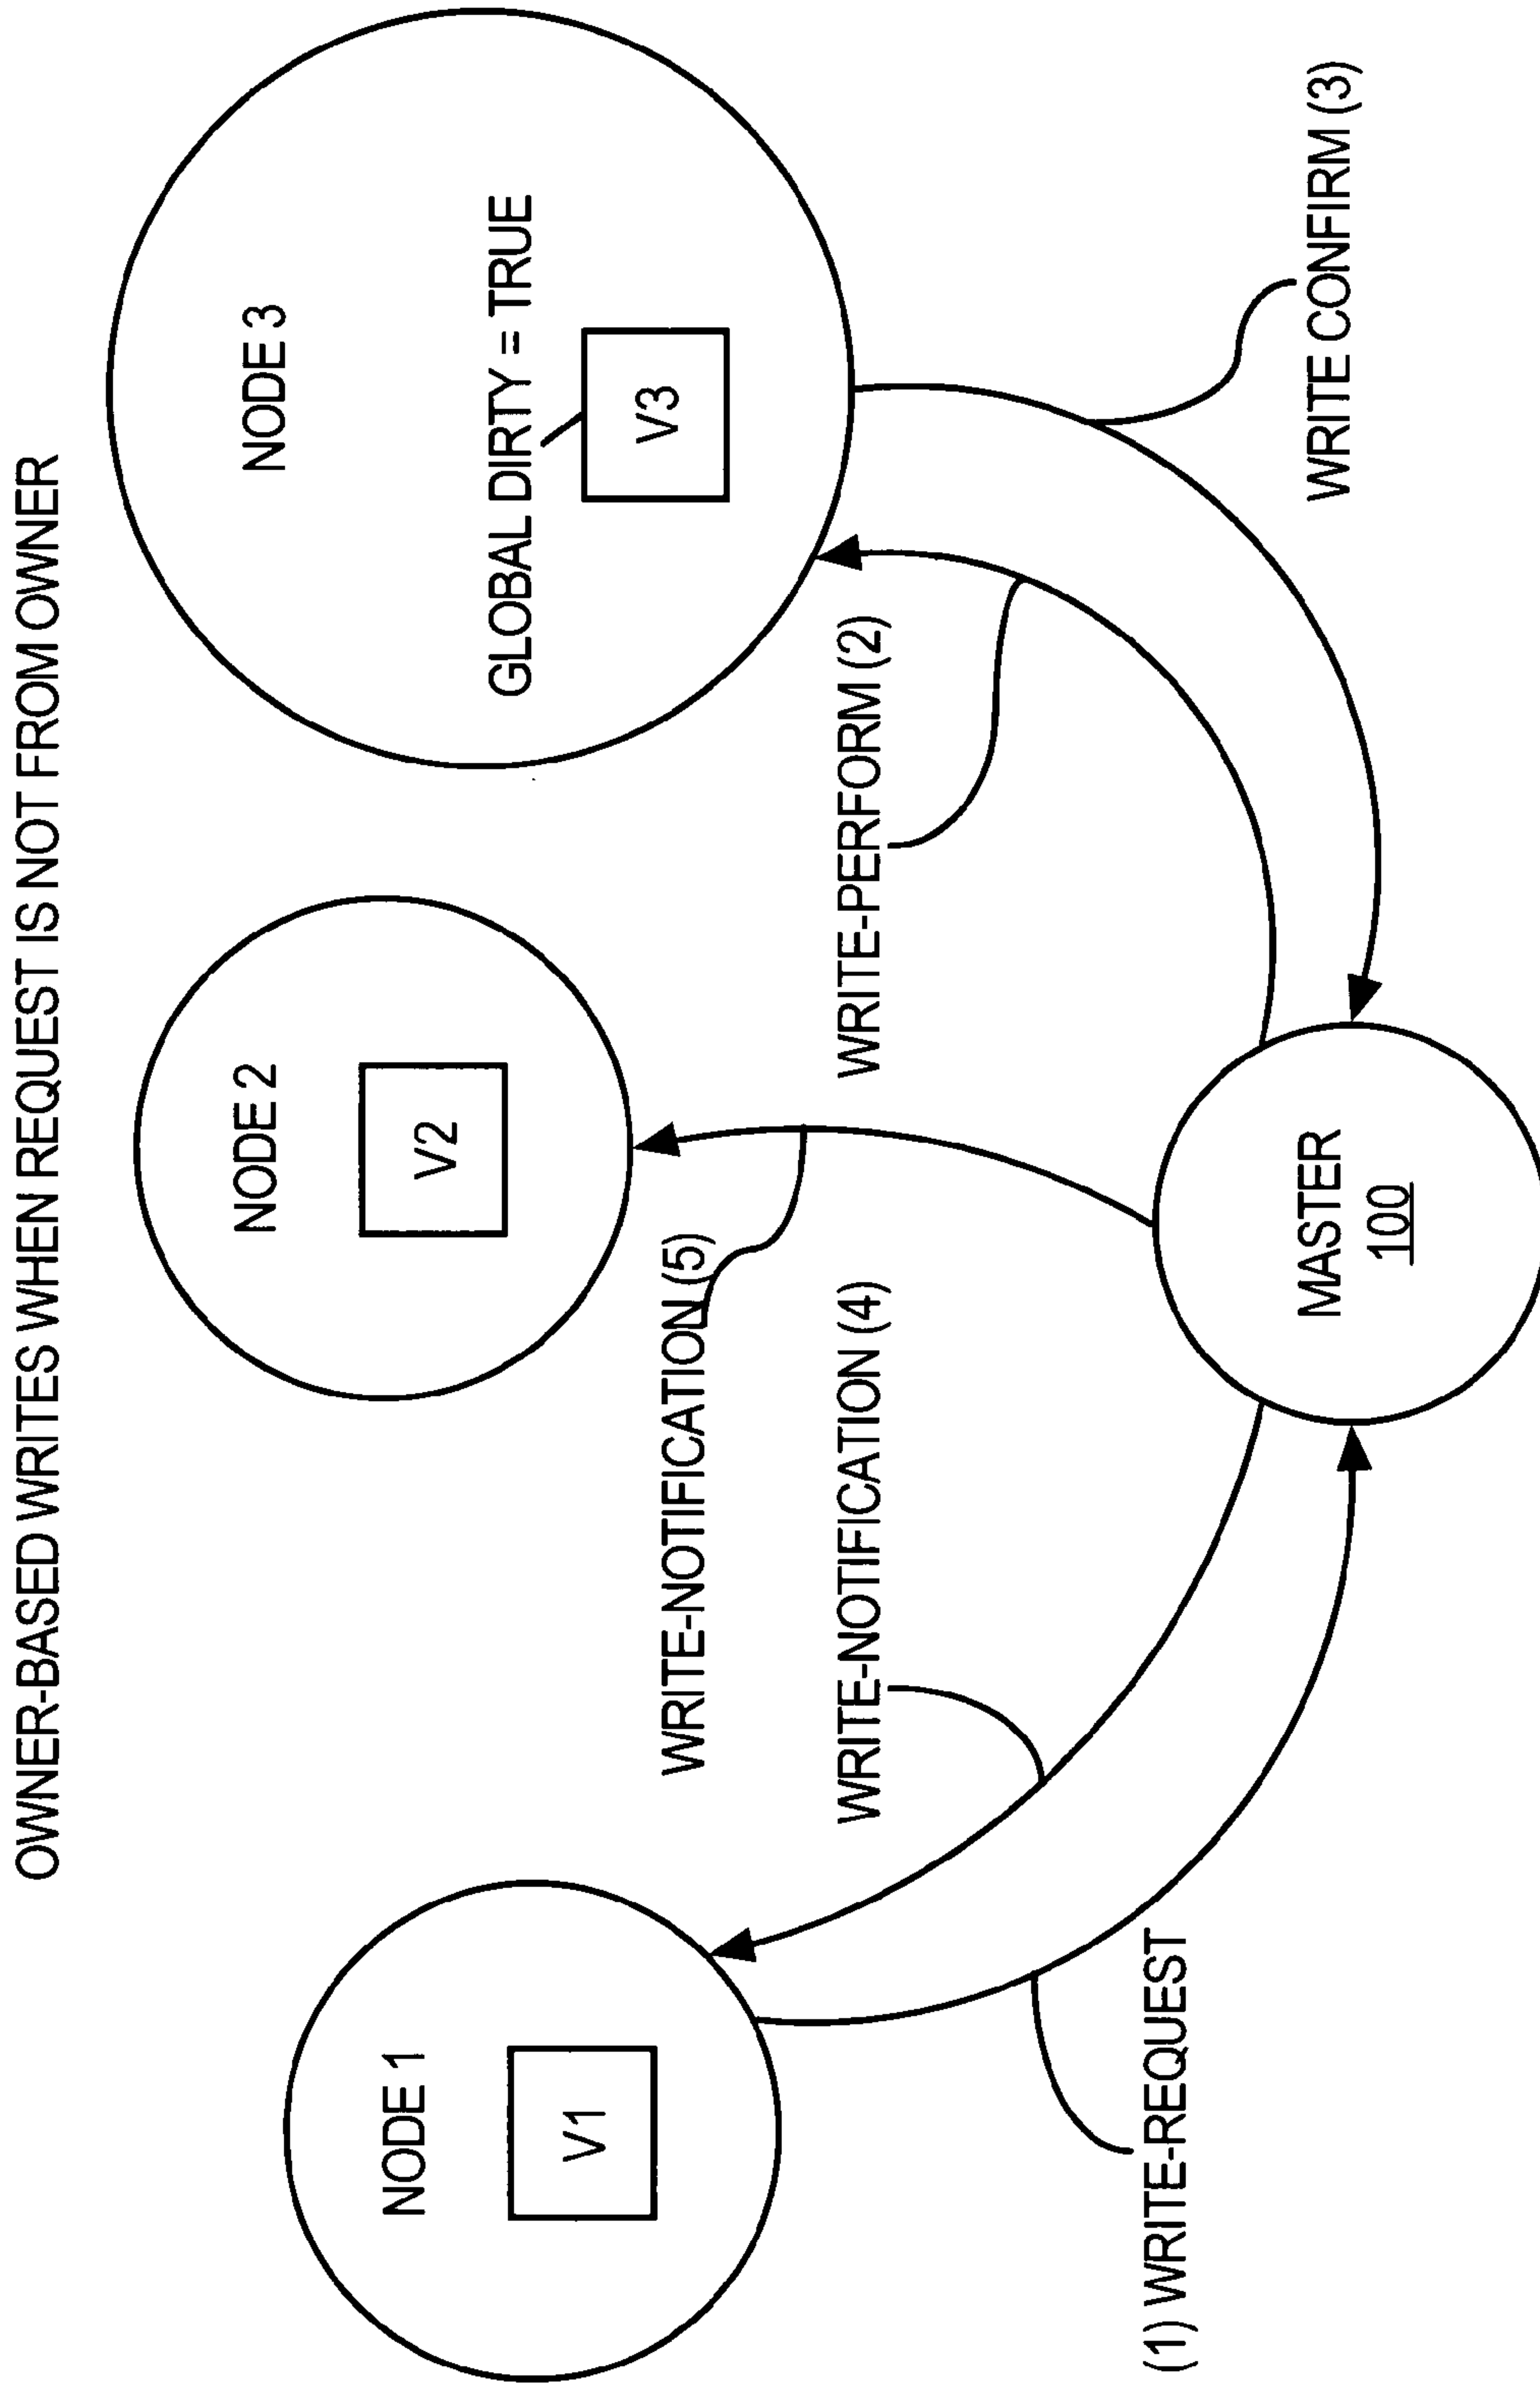 OWNER-BASED WRITES WHEN REQUEST IS NOT FROM OWNER
NODE 1
V1
NODE 2
V2
NODE 3
GLOBAL DIRTY = TRUE
V3
WRITE-NOTIFICATION (5)
WRITE-NOTIFICATION (4)
WRITE-PERFORM (2)
(1) WRITE-REQUEST
MASTER
100
WRITE CONFIRM (3)